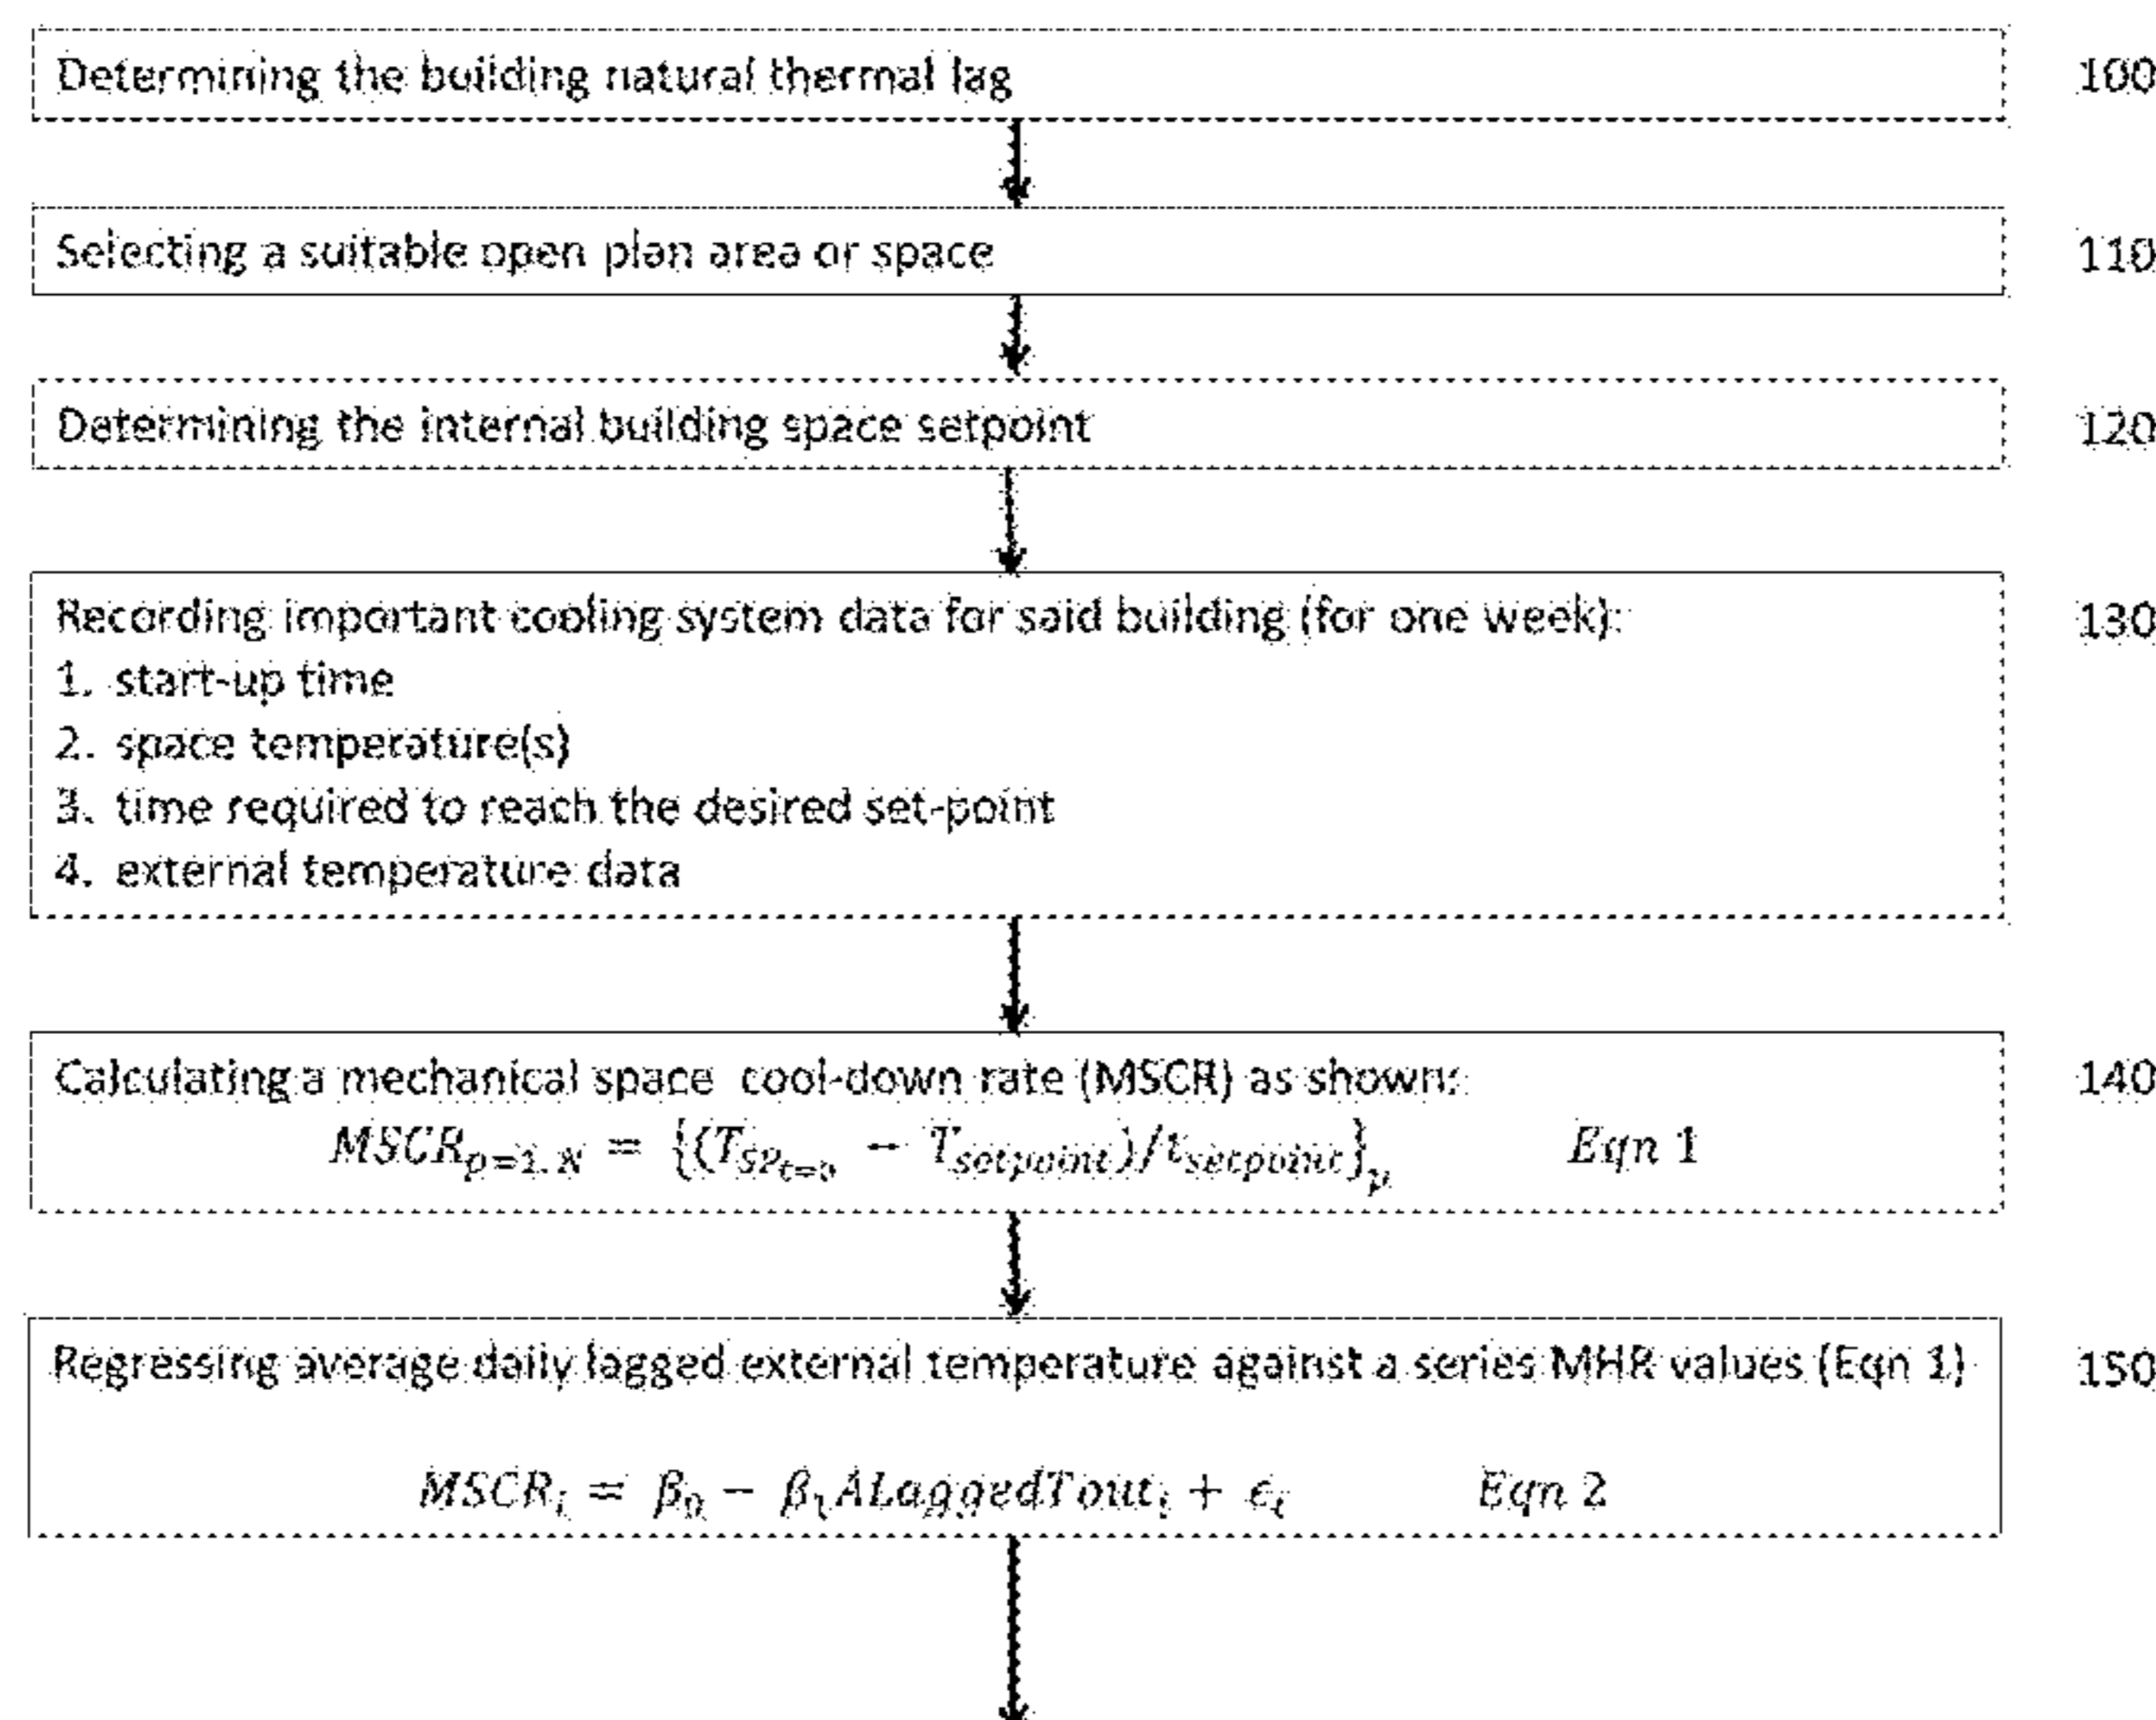 Determining the building natural thermal lag 100
Selecting a suitable open plan area or space 110
Determining the internal building space setpoint 120
Recording important cooling system data for said building (for one week): 130
1. start-up time
2. space temperature(s)
3. time required to reach the desired set-point
4. external temperature data
Calculating a mechanical space cool-down rate (MSCR) as shown: 140
MSCR_{p=1..N} = {(T_{SP_{t=0}} − T_{setpoint})/t_{setpoint}}_p Eqn 1
Regressing average daily lagged external temperature against a series MHR values (Eqn 1) 150
MSCR_i = β_0 − β_1ALaggedTout_i + ϵ_i Eqn 2